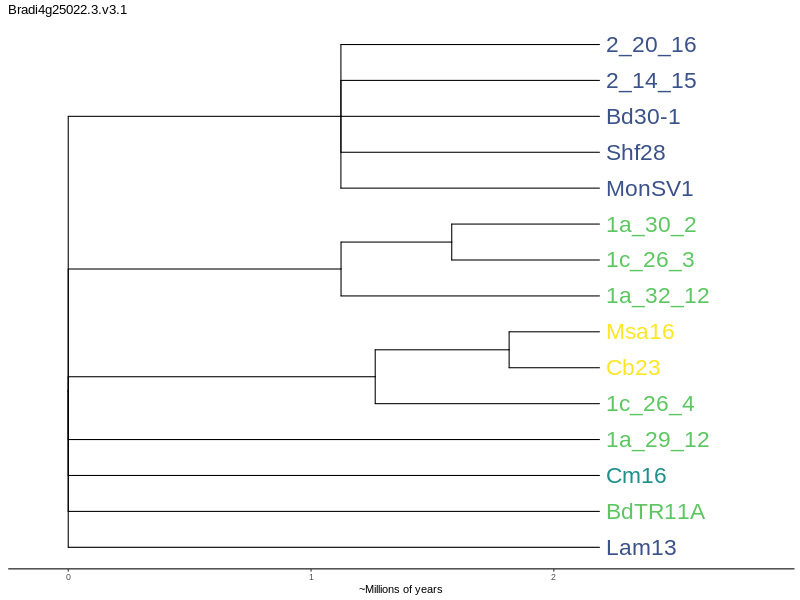 Bradi4g25022.3.v3.1
2_20_16
2_14_15
Bd30-1
Shf28
MonSV1
1a_30_2
1c_26_3
1a_32_12
Msa16
Cb23
1c_26_4
1a_29_12
Cm16
BdTR11A
Lam13
0 1 2
~Millions of years